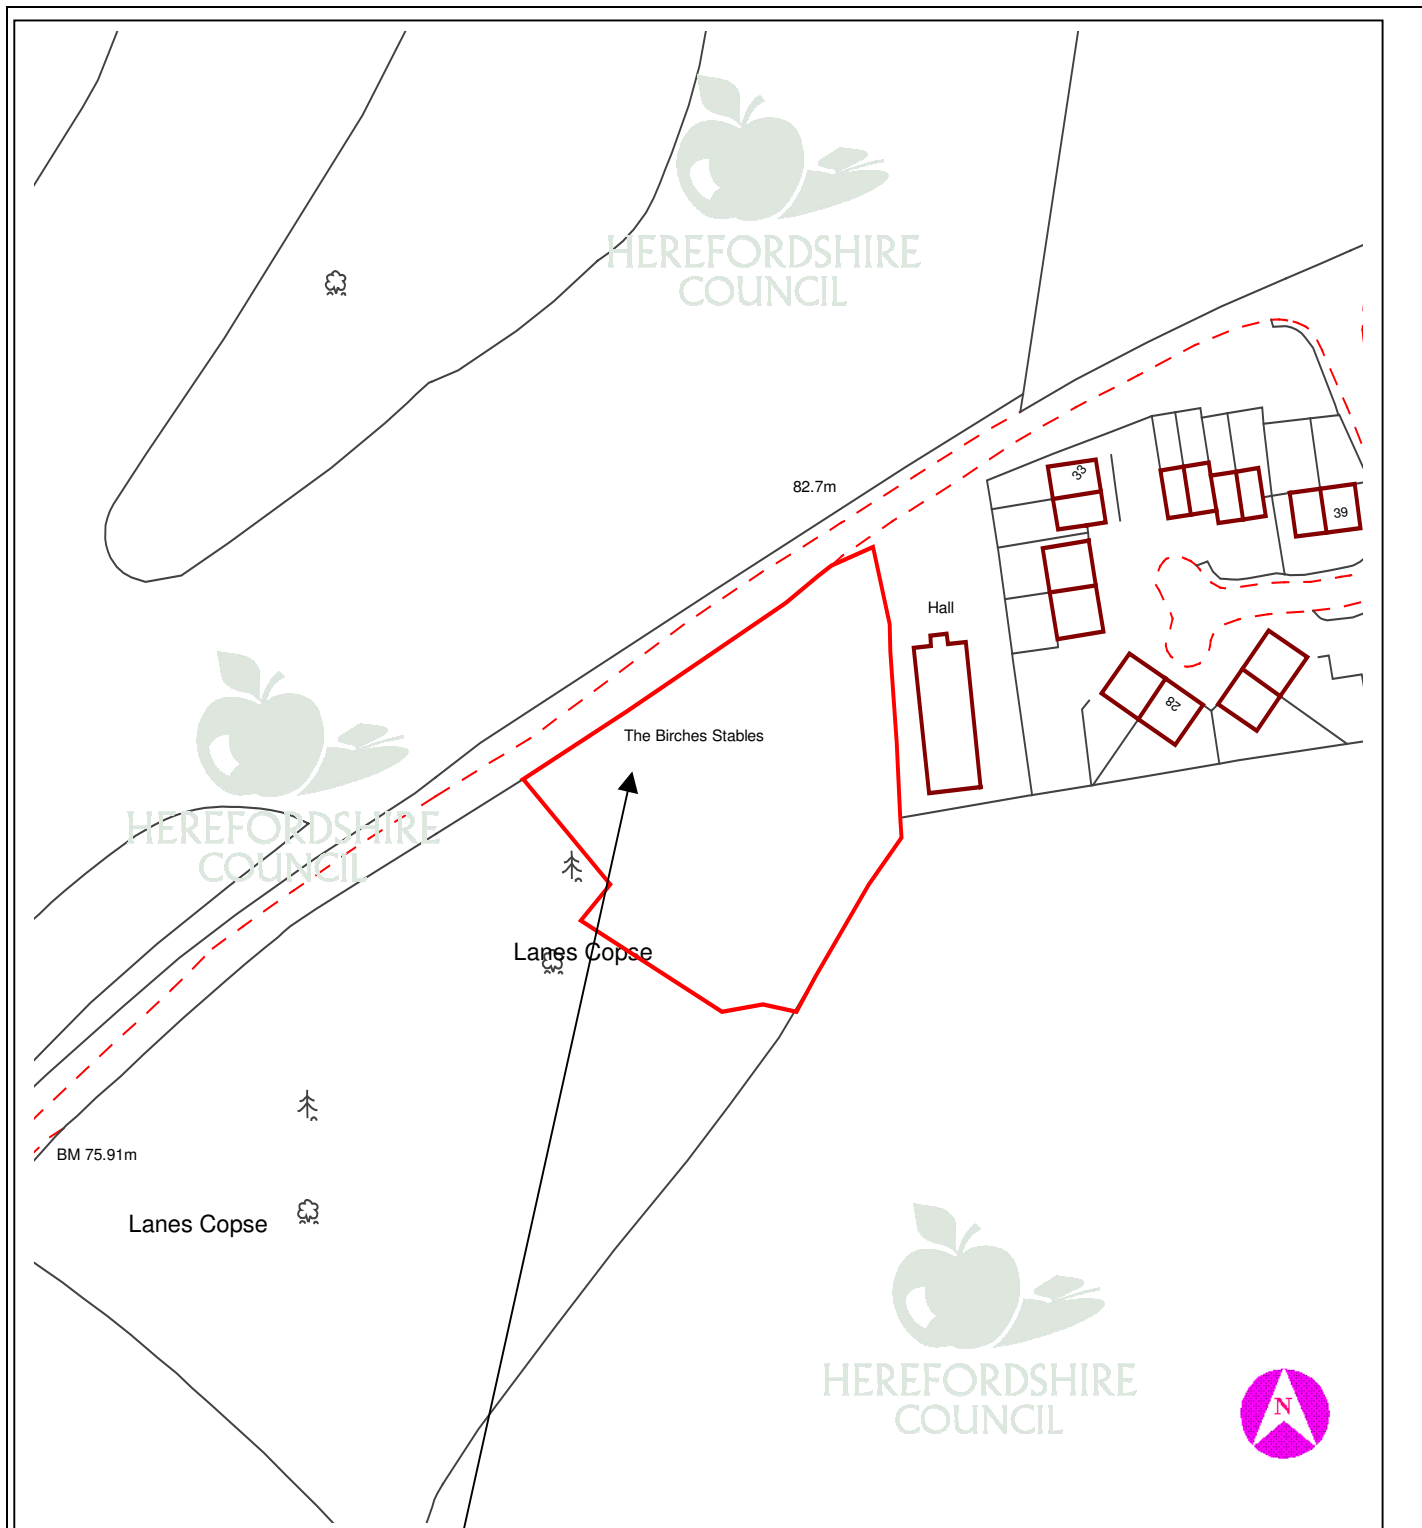 HEREFORDSHIRE
COUNCIL
33
82.7m
39
Hall
28
The Birches Stables
HEREFORDSHIRE
COUNCIL
Lanes Copse
BM 75.91m
Lanes Copse
HEREFORDSHIRE
COUNCIL
N